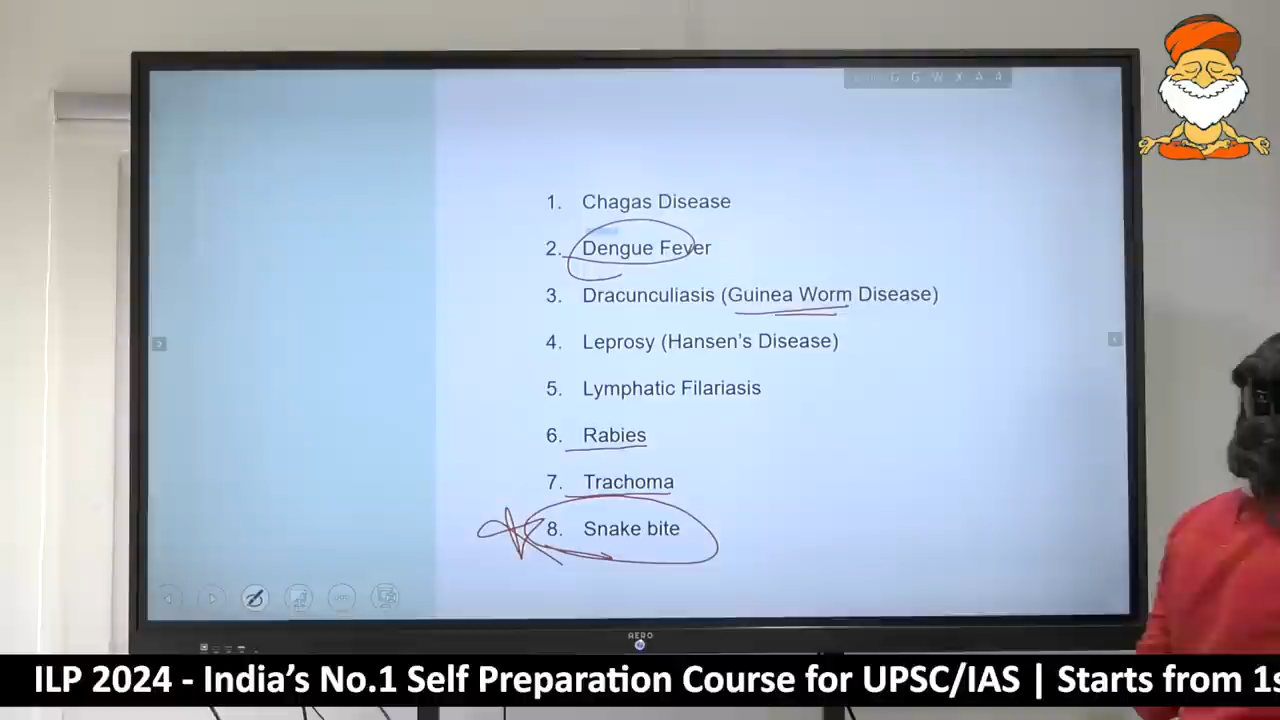 G G W X A A
1. Chagas Disease
2. Dengue Fever
3. Dracunculiasis (Guinea Worm Disease)
4. Leprosy (Hansen's Disease)
5. Lymphatic Filariasis
6. Rabies
7. Trachoma
8. Snake bite
AERO
ILP 2024 - India's No.1 Self Preparation Course for UPSC/IAS | Starts from 1s